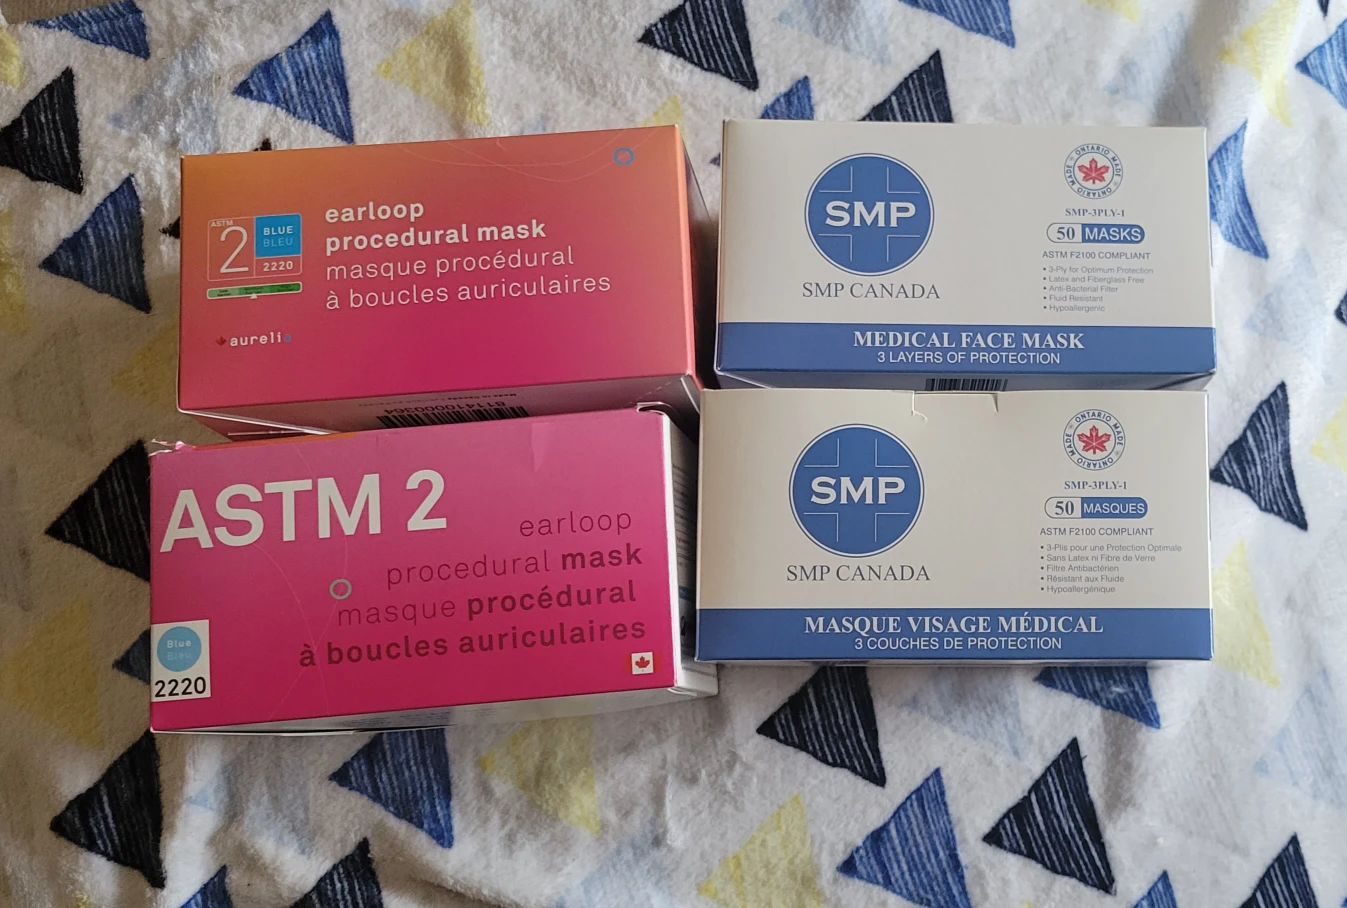 ASTM
2
BLUE
BLEU
2220
earloop
procedural mask
masque procédural
à boucles auriculaires
aurelia
SMP
SMP CANADA
ONTARIO MADE
ONTARIO MADE
SMP-3PLY-1
50 MASKS
ASTM F2100 COMPLIANT
• 3-Ply for Optimum Protection
• Latex and Fiberglass Free
• Anti-Bacterial Filter
• Fluid Resistant
• Hypoallergenic
MEDICAL FACE MASK
3 LAYERS OF PROTECTION
ASTM 2
earloop
procedural mask
masque procédural
à boucles auriculaires
Blue
Bleu
2220
SMP
SMP CANADA
ONTARIO MADE
ONTARIO MADE
SMP-3PLY-1
50 MASQUES
ASTM F2100 COMPLIANT
• 3-Plis pour une Protection Optimale
• Sans Latex ni Fibre de Verre
• Filtre Antibactérien
• Résistant aux Fluide
• Hypoallergénique
MASQUE VISAGE MÉDICAL
3 COUCHES DE PROTECTION